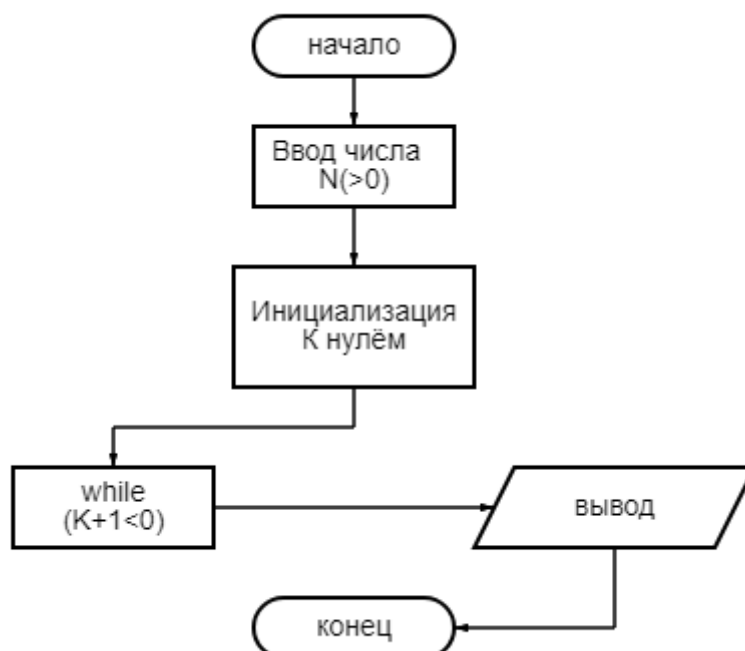 начало
Ввод числа
N(>0)
Инициализация
К нулём
while
(K+1<0)
вывод
конец